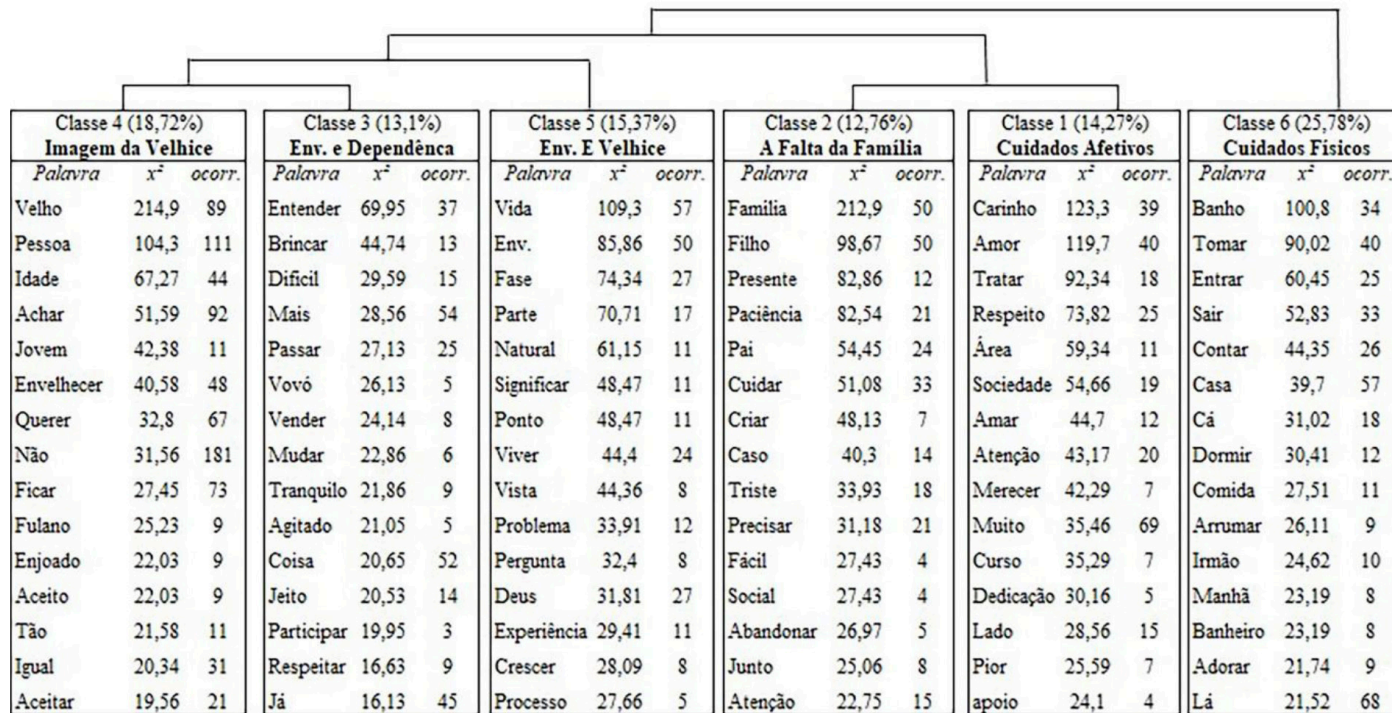 Classe 4 (18,72%) Classe 3 (13,1%) Classe 5 (15,37%) Classe 2 (12,76%) Classe 1 (14,27%) Classe 6 (25,78%)
Imagem da Velhice Env. e Dependênca Env. E Velhice A Falta da Família Cuidados Afetivos Cuidados Físicos
Palavra x² ocorr. Palavra x² ocorr. Palavra x² ocorr. Palavra x² ocorr. Palavra x² ocorr. Palavra x² ocorr.
Velho 214,9 89 Entender 69,95 37 Vida 109,3 57 Familia 212,9 50 Carinho 123,3 39 Banho 100,8 34
Pessoa 104,3 111 Brincar 44,74 13 Env. 85,86 50 Filho 98,67 50 Amor 119,7 40 Tomar 90,02 40
Idade 67,27 44 Dificil 29,59 15 Fase 74,34 27 Presente 82,86 12 Tratar 92,34 18 Entrar 60,45 25
Achar 51,59 92 Mais 28,56 54 Parte 70,71 17 Paciência 82,54 21 Respeito 73,82 25 Sair 52,83 33
Jovem 42,38 11 Passar 27,13 25 Natural 61,15 11 Pai 54,45 24 Área 59,34 11 Contar 44,35 26
Envelhecer 40,58 48 Vovó 26,13 5 Significar 48,47 11 Cuidar 51,08 33 Sociedade 54,66 19 Casa 39,7 57
Querer 32,8 67 Vender 24,14 8 Ponto 48,47 11 Criar 48,13 7 Amar 44,7 12 Cá 31,02 18
Não 31,56 181 Mudar 22,86 6 Viver 44,4 24 Caso 40,3 14 Atenção 43,17 20 Dormir 30,41 12
Ficar 27,45 73 Tranquilo 21,86 9 Vista 44,36 8 Triste 33,93 18 Merecer 42,29 7 Comida 27,51 11
Fulano 25,23 9 Agitado 21,05 5 Problema 33,91 12 Precisar 31,18 21 Muito 35,46 69 Arrumar 26,11 9
Enjoado 22,03 9 Coisa 20,65 52 Pergunta 32,4 8 Fácil 27,43 4 Curso 35,29 7 Irmão 24,62 10
Aceito 22,03 9 Jeito 20,53 14 Deus 31,81 27 Social 27,43 4 Dedicação 30,16 5 Manhã 23,19 8
Tão 21,58 11 Participar 19,95 3 Experiência 29,41 11 Abandonar 26,97 5 Lado 28,56 15 Banheiro 23,19 8
Igual 20,34 31 Respeitar 16,63 9 Crescer 28,09 8 Junto 25,06 8 Pior 25,59 7 Adorar 21,74 9
Aceitar 19,56 21 Já 16,13 45 Processo 27,66 5 Atenção 22,75 15 apoio 24,1 4 Lá 21,52 68